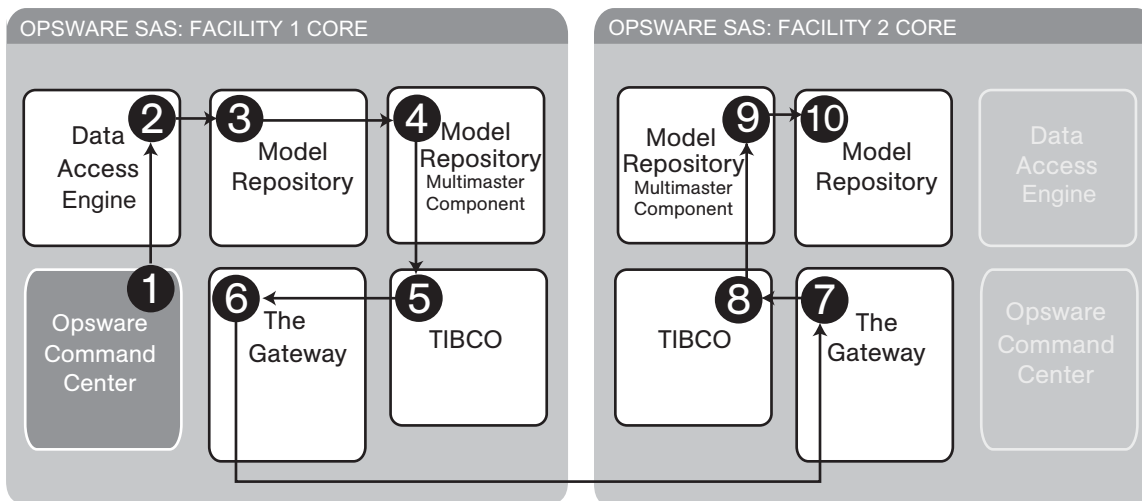 OPSWARE SAS: FACILITY 1 CORE
2
Data
Access
Engine
3
Model
Repository
4
Model
Repository
Multimaster
Component
1
Opsware
Command
Center
6
The
Gateway
5
TIBCO
OPSWARE SAS: FACILITY 2 CORE
9
Model
Repository
Multimaster
Component
10
Model
Repository
Data
Access
Engine
8
TIBCO
7
The
Gateway
Opsware
Command
Center